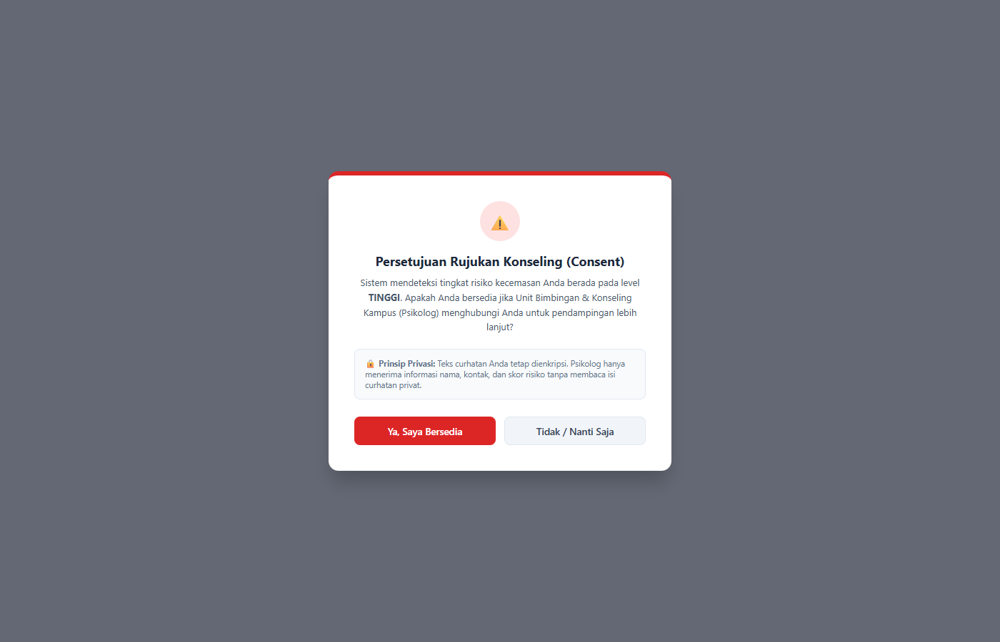 Persetujuan Rujukan Konseling (Consent)
Sistem mendeteksi tingkat risiko kecemasan Anda berada pada level
TINGGI. Apakah Anda bersedia jika Unit Bimbingan & Konseling
Kampus (Psikolog) menghubungi Anda untuk pendampingan lebih
lanjut?
Prinsip Privasi: Teks curhatan Anda tetap dienkripsi. Psikolog hanya
menerima informasi nama, kontak, dan skor risiko tanpa membaca isi
curhatan privat.
Ya, Saya Bersedia
Tidak / Nanti Saja